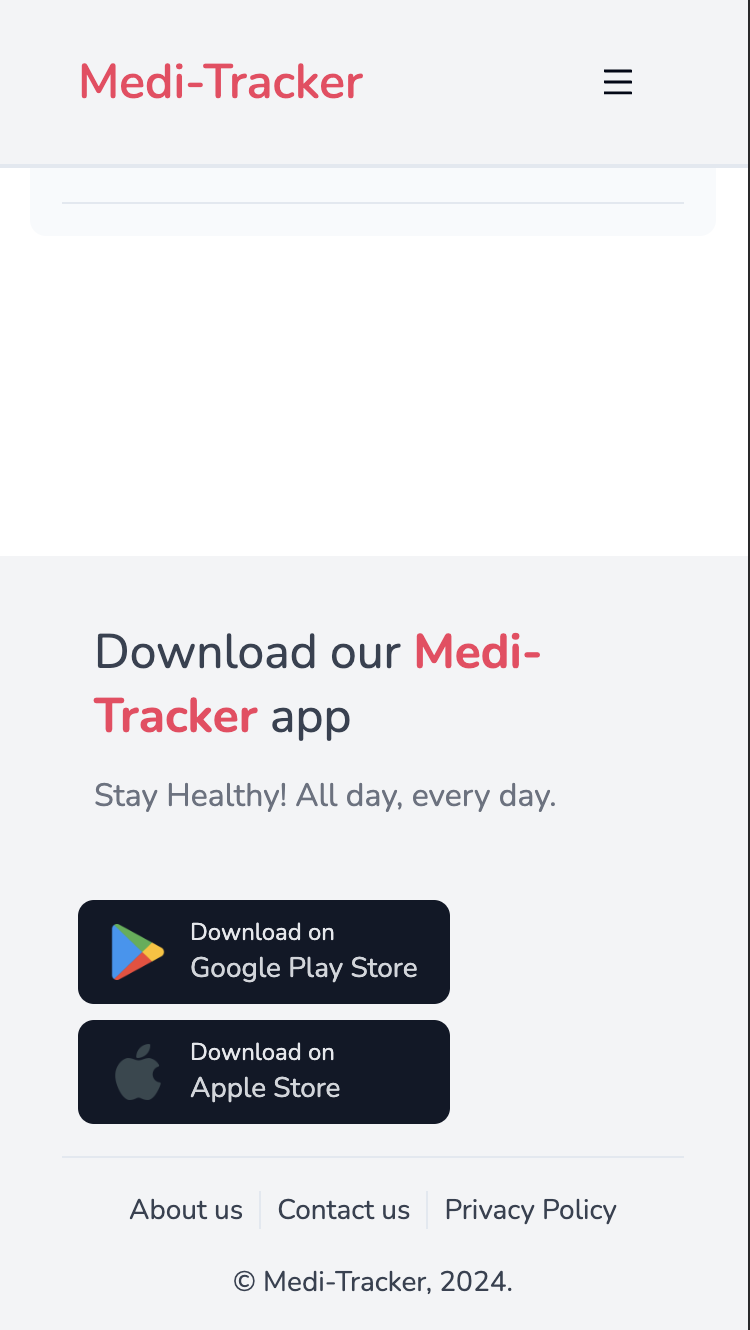 Medi-Tracker
Download our Medi-
Tracker app
Stay Healthy! All day, every day.
Download on
Google Play Store
Download on
Apple Store
About us
Contact us
Privacy Policy
© Medi-Tracker, 2024.